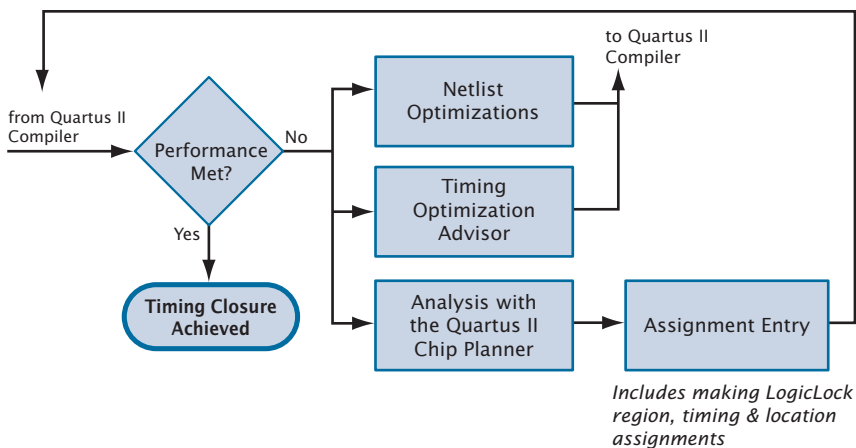 to Quartus II
Compiler
from Quartus II
Compiler
Performance
Met?
No
Yes
Timing Closure
Achieved
Netlist
Optimizations
Timing
Optimization
Advisor
Analysis with
the Quartus II
Chip Planner
Assignment Entry
Includes making LogicLock
region, timing & location
assignments